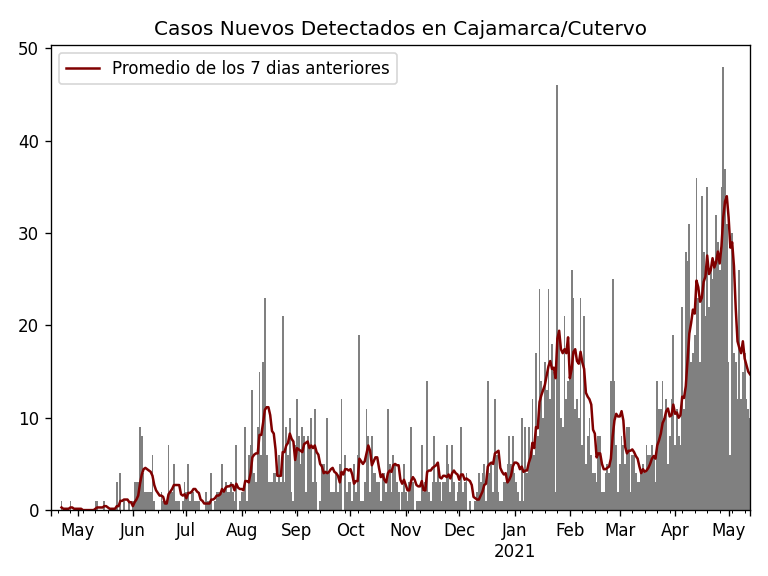 Casos Nuevos Detectados en Cajamarca/Cutervo
Promedio de los 7 dias anteriores
50
40
30
20
10
0
May Jun Jul Aug Sep Oct Nov Dec Jan Feb Mar Apr May
2021